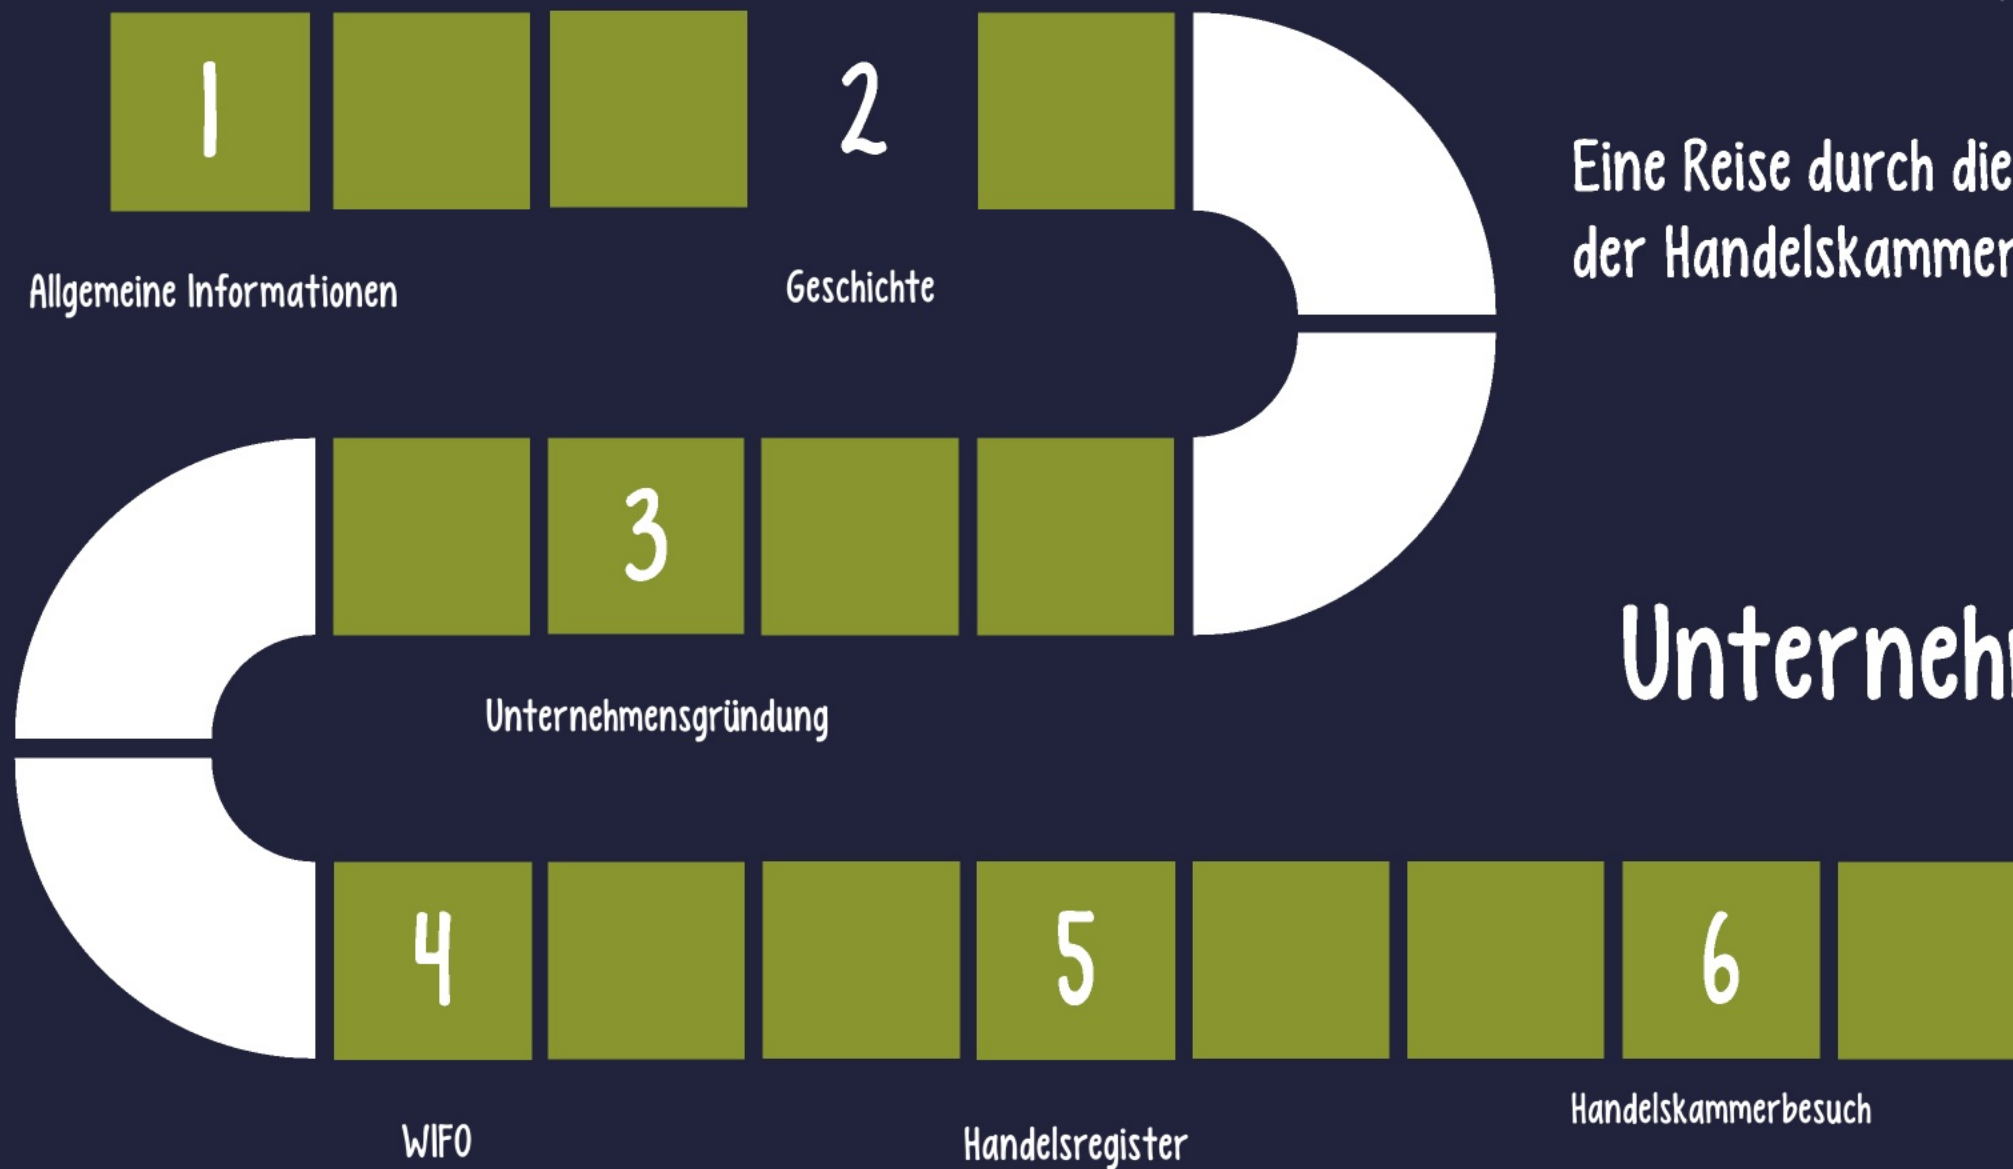 1
2
Allgemeine Informationen
Geschichte
Eine Reise durch die
der Handelskammer
3
Unternehmensgründung
4
5
6
WIFO
Handelsregister
Handelskammerbesuch